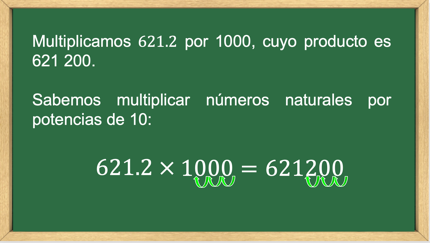 Multiplicamos 621.2 por 1000, cuyo producto es
621 200.
Sabemos multiplicar números naturales por
potencias de 10:
621.2 × 1000 = 621200